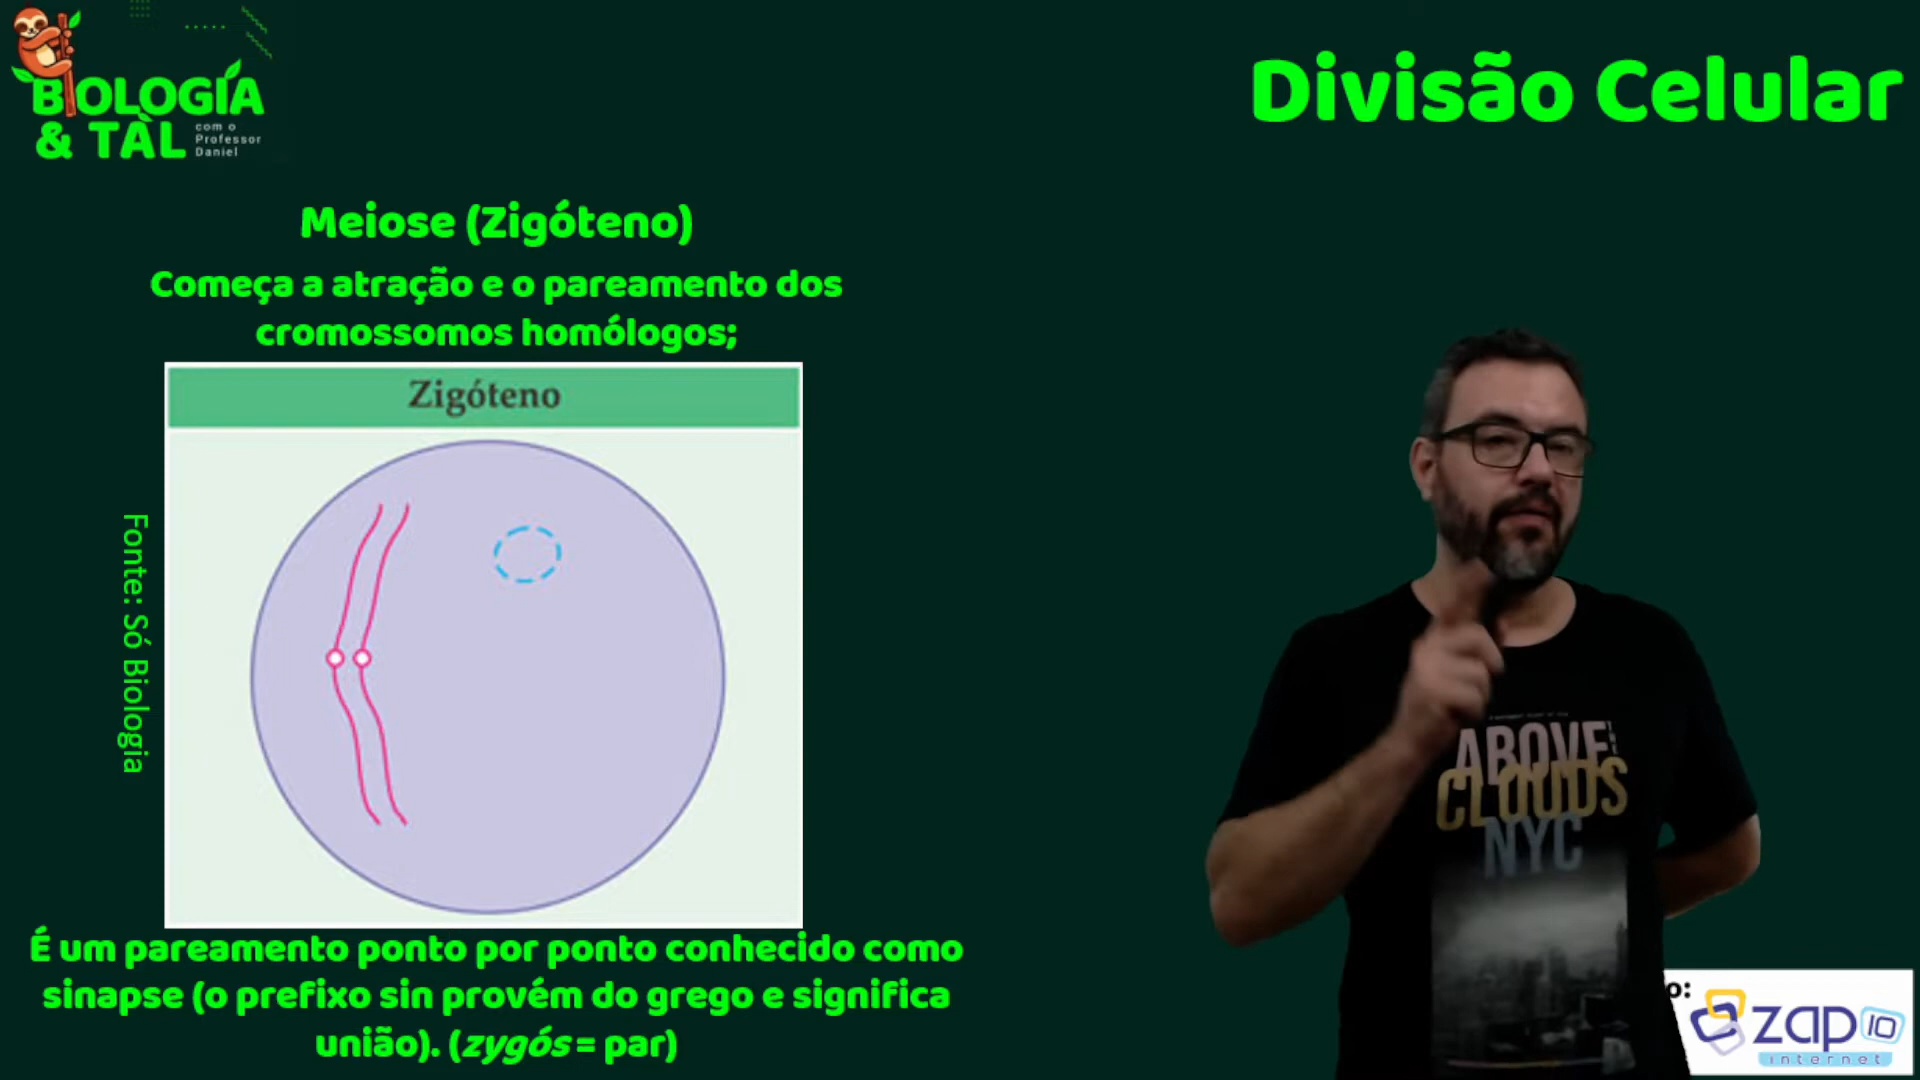 BIOLOGIA
& TAL
com o
Professor
Daniel
Divisão Celular
Meiose (Zigóteno)
Começa a atração e o pareamento dos
cromossomos homólogos;
Zigóteno
Fonte: Só Biologia
É um pareamento ponto por ponto conhecido como
sinapse (o prefixo sin provém do grego e significa
união). (zygós = par)
ABOVE
CLOUDS
NYC
o:
zap 10
internet